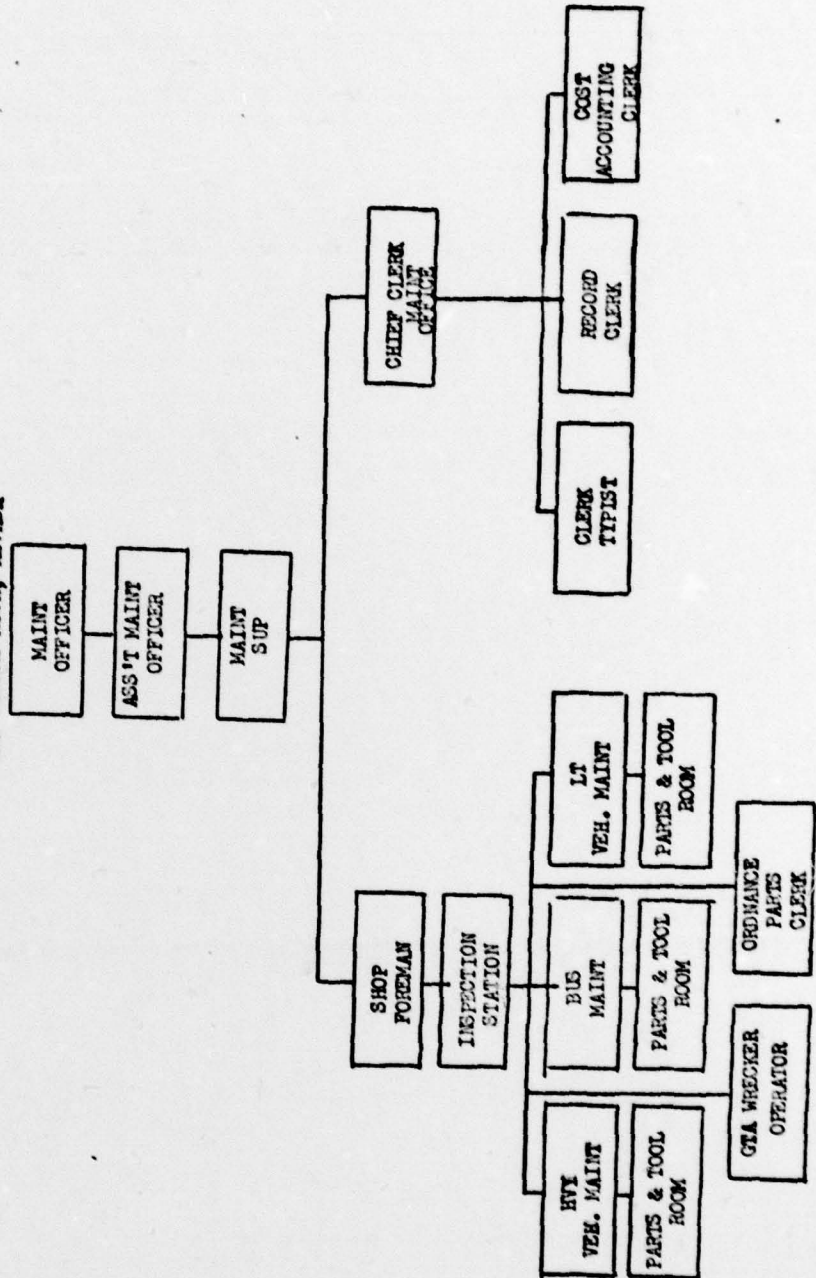 MAINT
OFFICER
ASS'T MAINT
OFFICER
MAINT
SUP
SHOP
FOREMAN
CHIEF CLERK
MAINT
OFFICE
INSPECTION
STATION
HVY
VEH. MAINT
BUS
MAINT
LT
VEH. MAINT
CLERK
TYPIST
RECORD
CLERK
COST
ACCOUNTING
CLERK
PARTS & TOOL
ROOM
PARTS & TOOL
ROOM
PARTS & TOOL
ROOM
GTA WRECKER
OPERATOR
ORDNANCE
PARTS
CLERK